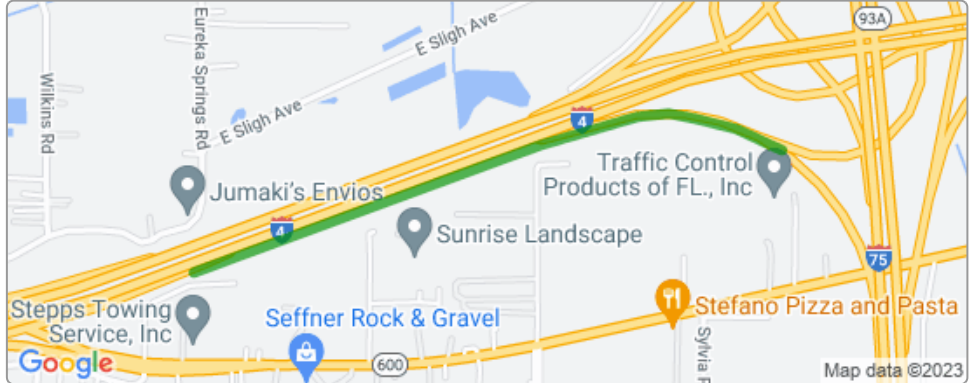 93A
Eureka Springs Rd
E Sligh Ave
Wilkins Rd
E Sligh Ave
4
Traffic Control
Products of FL., Inc
Jumaki's Envios
4
Sunrise Landscape
75
Stepps Towing
Service, Inc
Seffner Rock & Gravel
Stefano Pizza and Pasta
600
Sylvia
Google
Map data ©2023